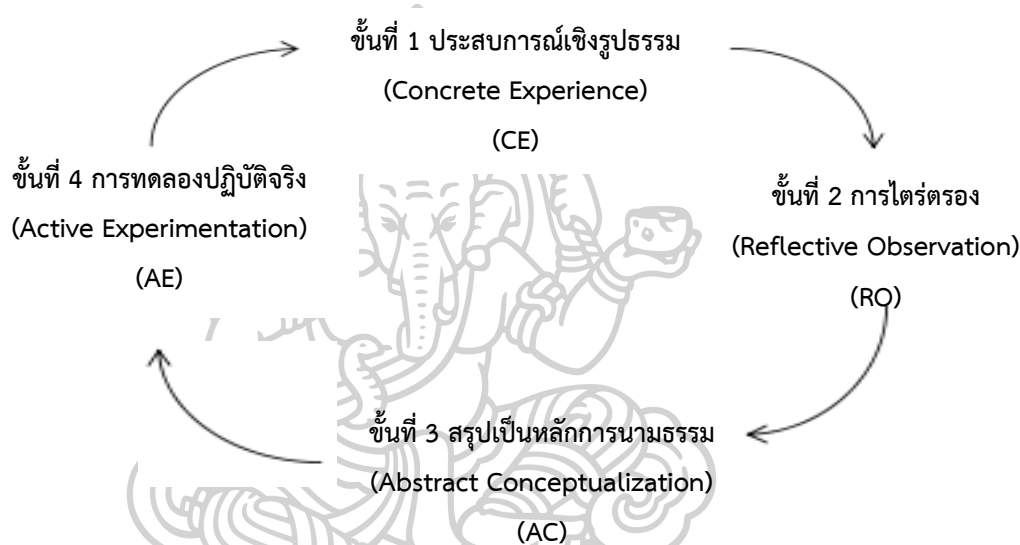 ขั้นที่ 1 ประสบการณ์เชิงรูปธรรม
(Concrete Experience)
(CE)
ขั้นที่ 2 การไตร่ตรอง
(Reflective Observation)
(RO)
ขั้นที่ 3 สรุปเป็นหลักการนามธรรม
(Abstract Conceptualization)
(AC)
ขั้นที่ 4 การทดลองปฏิบัติจริง
(Active Experimentation)
(AE)